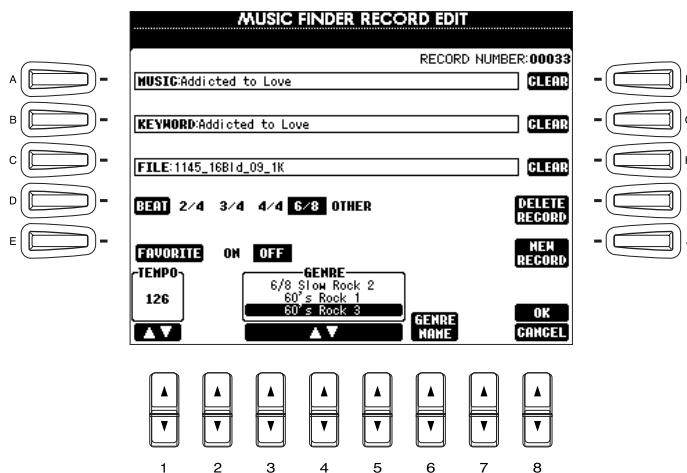 MUSIC FINDER RECORD EDIT
RECORD NUMBER:00033
A
MUSIC:Addicted to Love
CLEAR
B
KEYWORD:Addicted to Love
CLEAR
C
FILE:1145_16Bld_09_1K
CLEAR
D
BEAT 2/4 3/4 4/4 6/8 OTHER
DELETE RECORD
E
FAVORITE ON OFF
NEW RECORD
TEMPO
126
GENRE
6/8 Slow Rock 2
60's Rock 1
60's Rock 3
GENRE NAME
OK
CANCEL
1 2 3 4 5 6 7 8